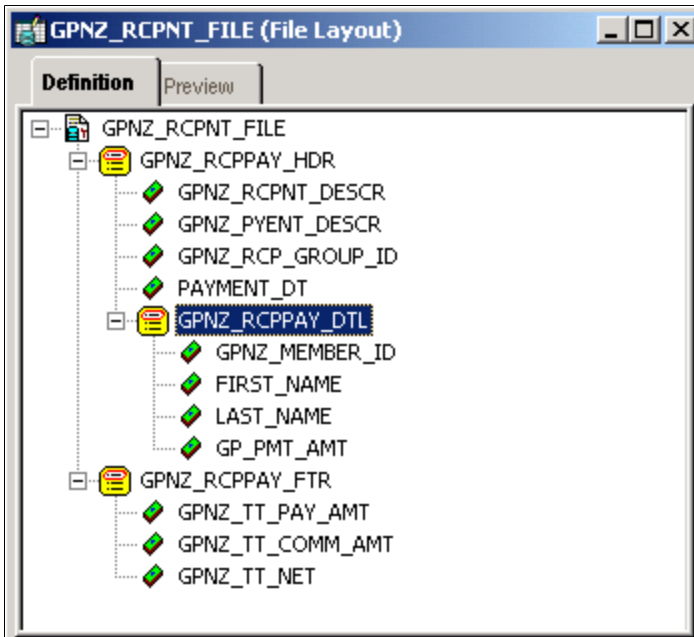 GPNZ_RCPNT_FILE (File Layout)
Definition
Preview
GPNZ_RCPNT_FILE
GPNZ_RCPPAY_HDR
GPNZ_RCPNT_DESCR
GPNZ_PYENT_DESCR
GPNZ_RCP_GROUP_ID
PAYMENT_DT
GPNZ_RCPPAY_DTL
GPNZ_MEMBER_ID
FIRST_NAME
LAST_NAME
GP_PMT_AMT
GPNZ_RCPPAY_FTR
GPNZ_TT_PAY_AMT
GPNZ_TT_COMM_AMT
GPNZ_TT_NET